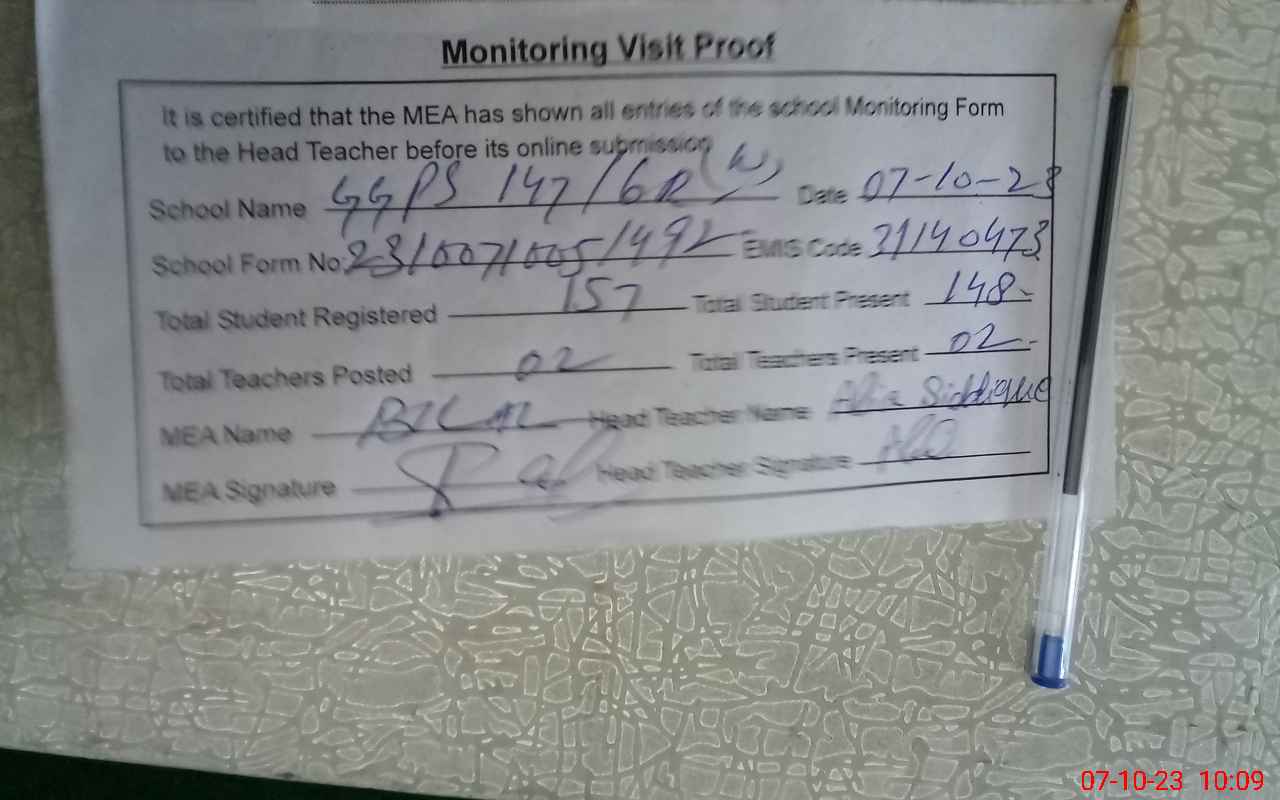 Monitoring Visit Proof
It is certified that the MEA has shown all entries of the school Monitoring Form
to the Head Teacher before its online submission
School Name GGPS 147/6R (W) Date 07-10-23
School Form No 23/007/005/1492 EMIS Code 31140473
Total Student Registered 157 Total Student Present 148
Total Teachers Posted 02 Total Teachers Present 02
MEA Name BILAL Head Teacher Name Siddique
MEA Signature Head Teacher Signature
07-10-23 10:09